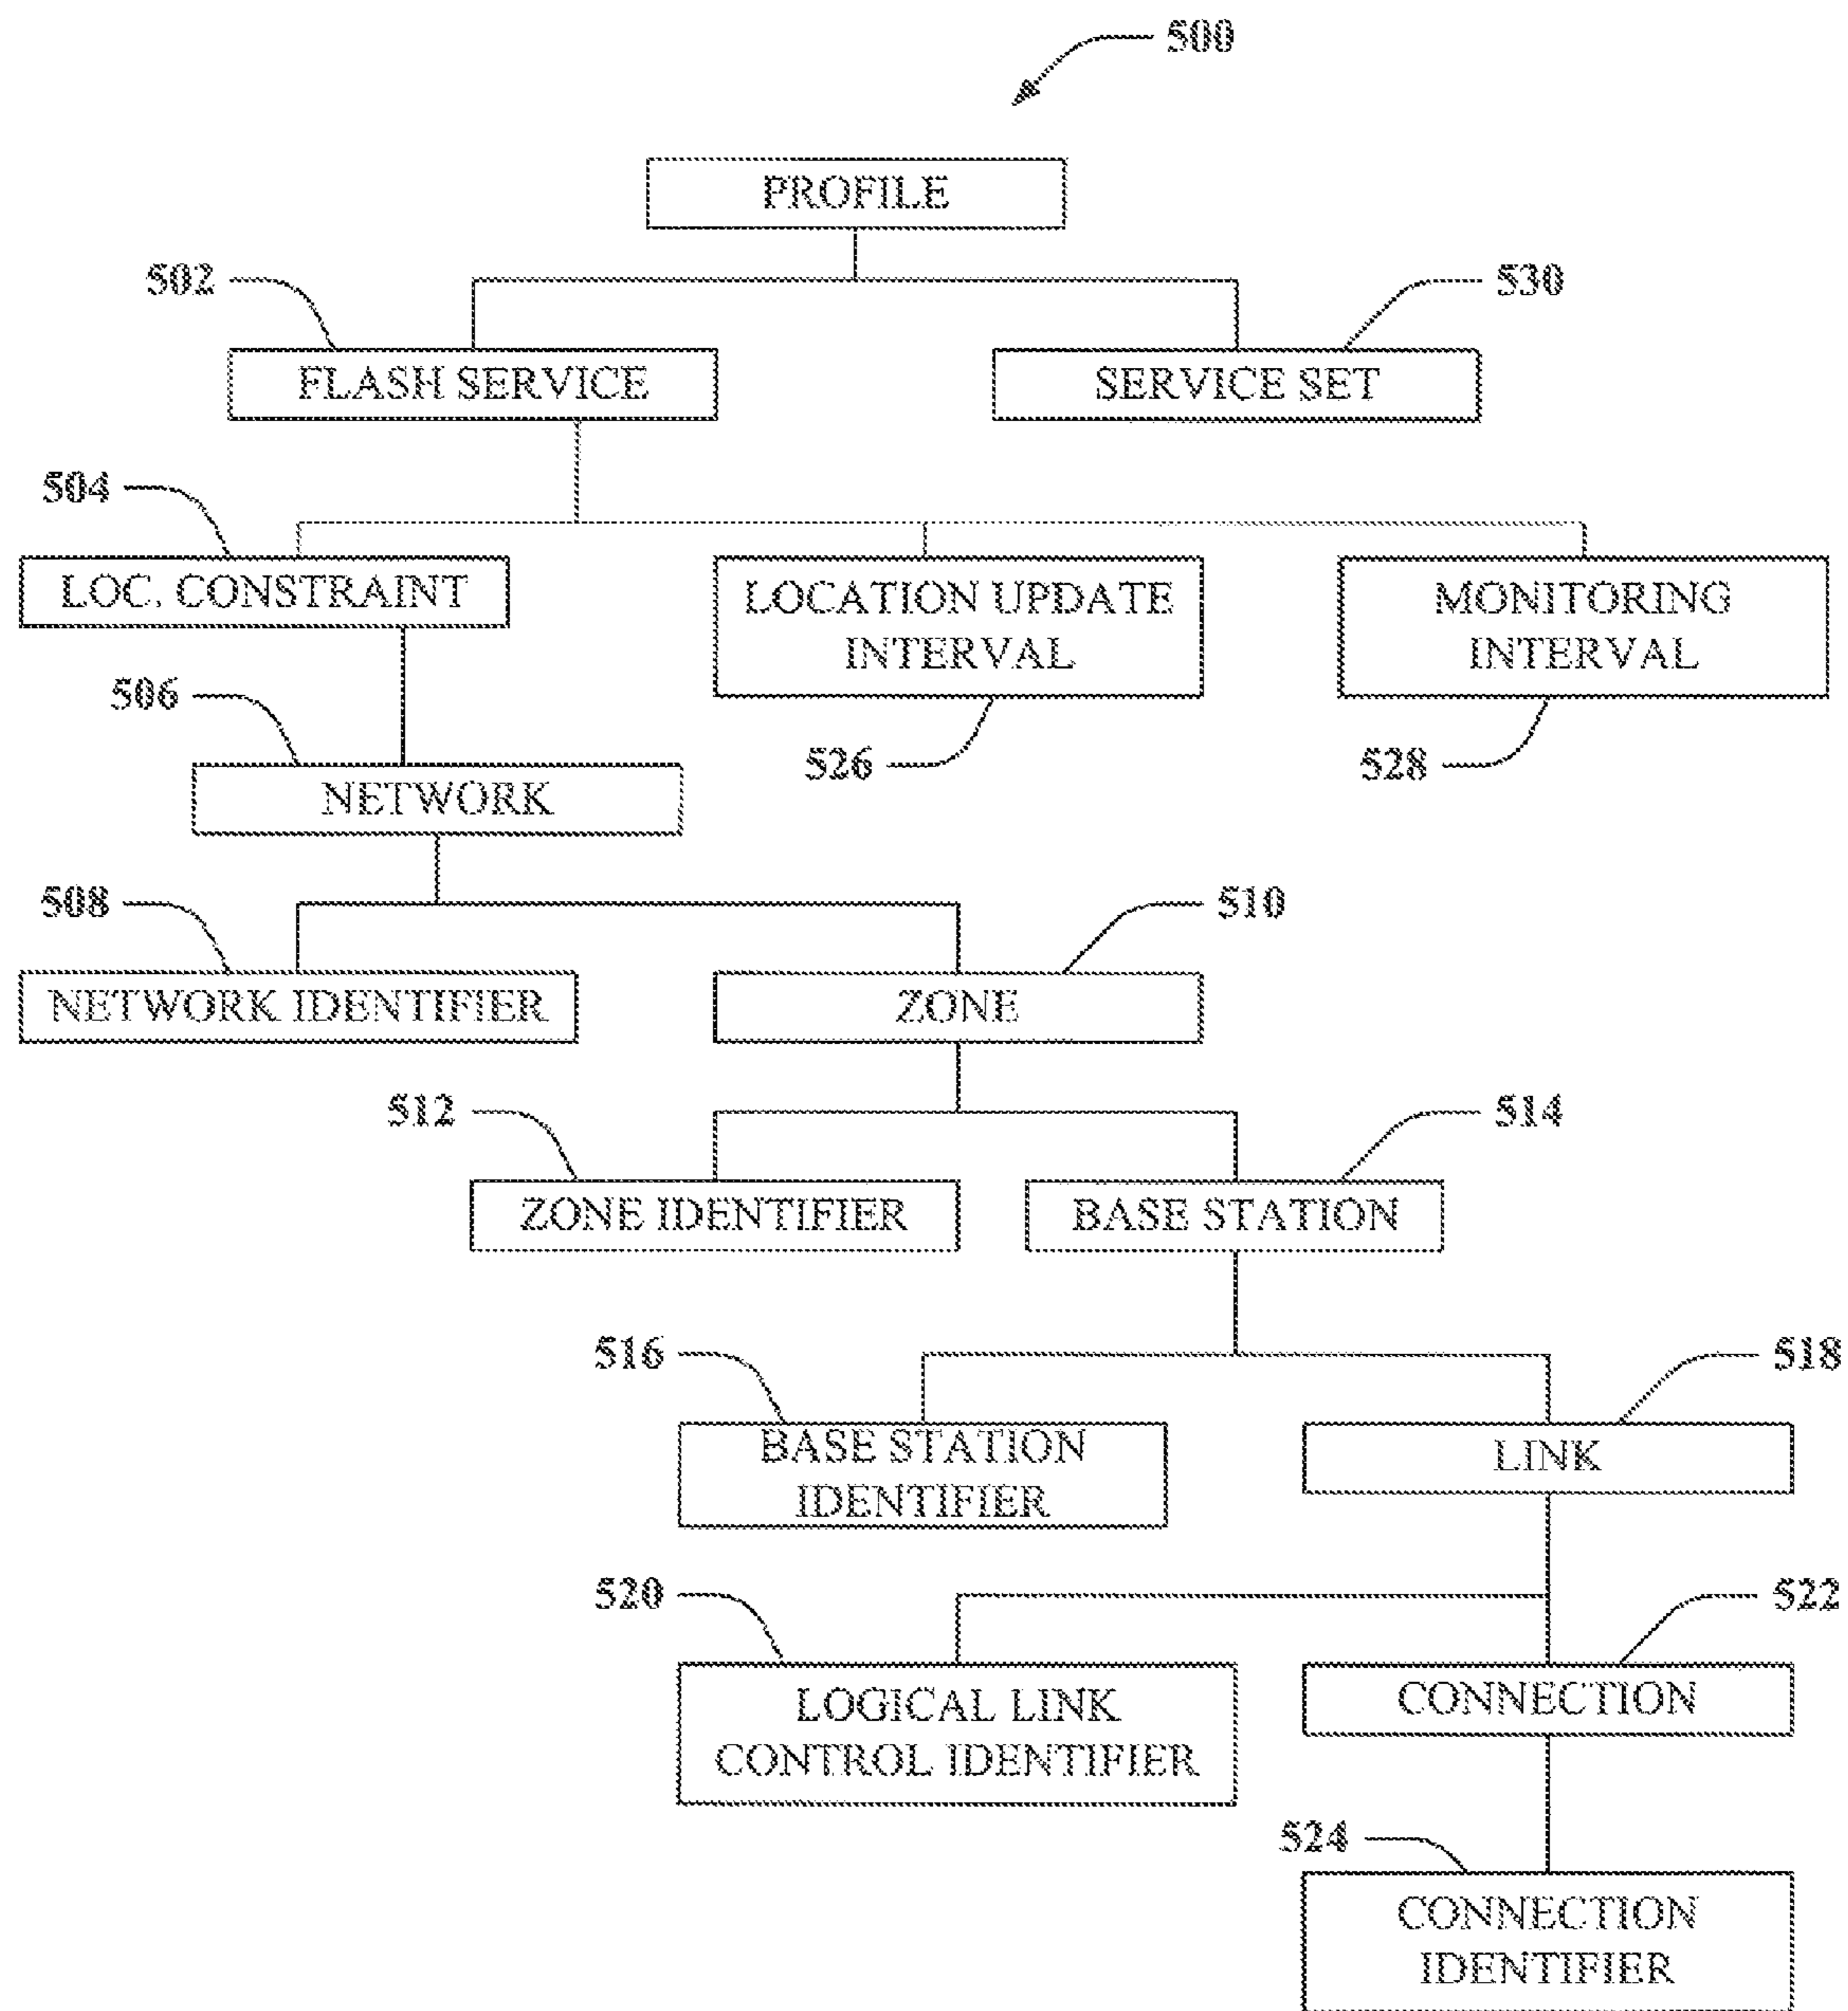 500
PROFILE
502
530
FLASH SERVICE
SERVICE SET
504
LOC. CONSTRAINT
LOCATION UPDATE
INTERVAL
MONITORING
INTERVAL
506
526
528
NETWORK
508
510
NETWORK IDENTIFIER
ZONE
512
514
ZONE IDENTIFIER
BASE STATION
516
518
BASE STATION
IDENTIFIER
LINK
520
522
LOGICAL LINK
CONTROL IDENTIFIER
CONNECTION
524
CONNECTION
IDENTIFIER